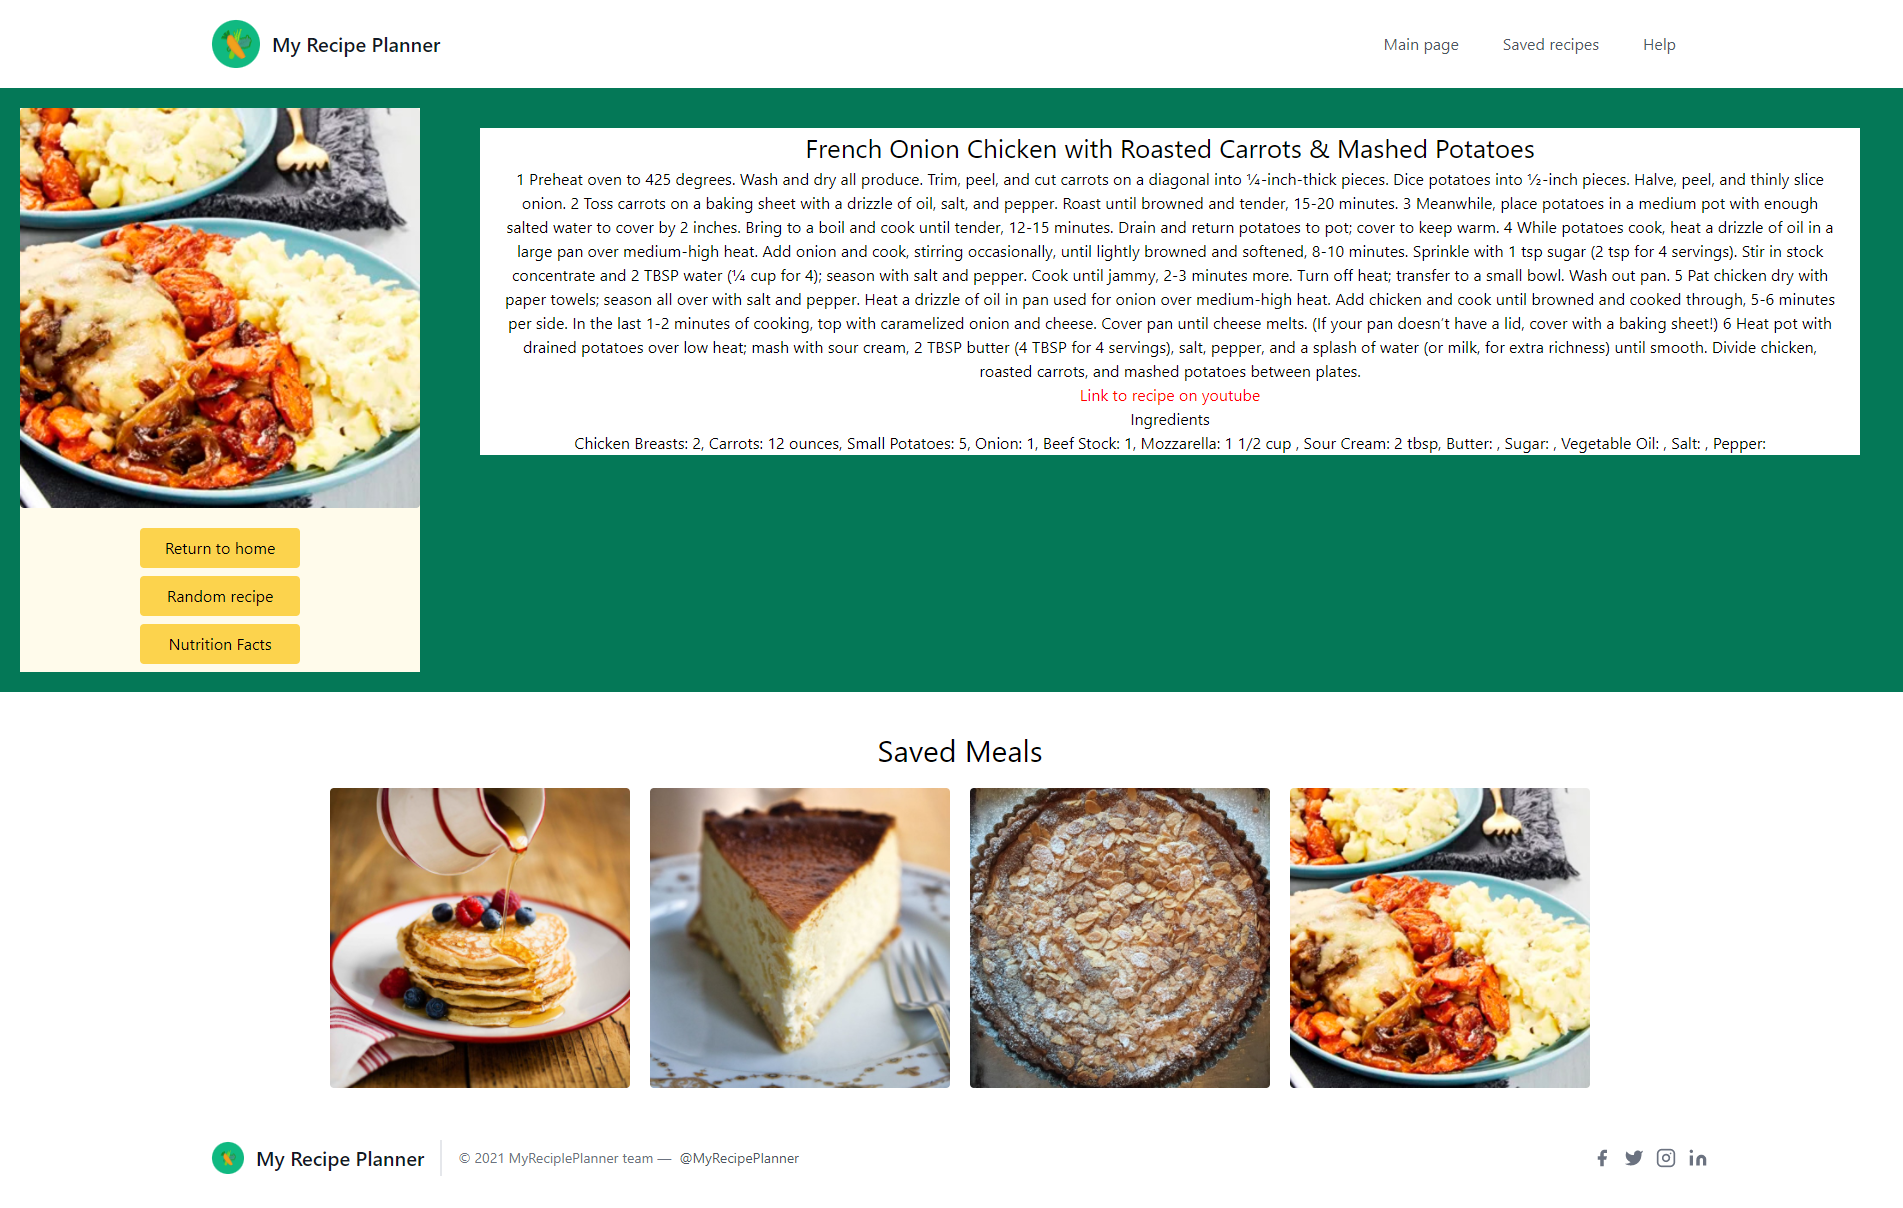 My Recipe Planner
Main page
Saved recipes
Help
French Onion Chicken with Roasted Carrots & Mashed Potatoes
1 Preheat oven to 425 degrees. Wash and dry all produce. Trim, peel, and cut carrots on a diagonal into ¼-inch-thick pieces. Dice potatoes into ½-inch pieces. Halve, peel, and thinly slice
onion. 2 Toss carrots on a baking sheet with a drizzle of oil, salt, and pepper. Roast until browned and tender, 15-20 minutes. 3 Meanwhile, place potatoes in a medium pot with enough
salted water to cover by 2 inches. Bring to a boil and cook until tender, 12-15 minutes. Drain and return potatoes to pot; cover to keep warm. 4 While potatoes cook, heat a drizzle of oil in a
large pan over medium-high heat. Add onion and cook, stirring occasionally, until lightly browned and softened, 8-10 minutes. Sprinkle with 1 tsp sugar (2 tsp for 4 servings). Stir in stock
concentrate and 2 TBSP water (¼ cup for 4); season with salt and pepper. Cook until jammy, 2-3 minutes more. Turn off heat; transfer to a small bowl. Wash out pan. 5 Pat chicken dry with
paper towels; season all over with salt and pepper. Heat a drizzle of oil in pan used for onion over medium-high heat. Add chicken and cook until browned and cooked through, 5-6 minutes
per side. In the last 1-2 minutes of cooking, top with caramelized onion and cheese. Cover pan until cheese melts. (If your pan doesn't have a lid, cover with a baking sheet!) 6 Heat pot with
drained potatoes over low heat; mash with sour cream, 2 TBSP butter (4 TBSP for 4 servings), salt, pepper, and a splash of water (or milk, for extra richness) until smooth. Divide chicken,
roasted carrots, and mashed potatoes between plates.
Link to recipe on youtube
Ingredients
Chicken Breasts: 2, Carrots: 12 ounces, Small Potatoes: 5, Onion: 1, Beef Stock: 1, Mozzarella: 1 1/2 cup , Sour Cream: 2 tbsp, Butter: , Sugar: , Vegetable Oil: , Salt: , Pepper:
Return to home
Random recipe
Nutrition Facts
Saved Meals
My Recipe Planner
© 2021 MyReciplePlanner team — @MyRecipePlanner